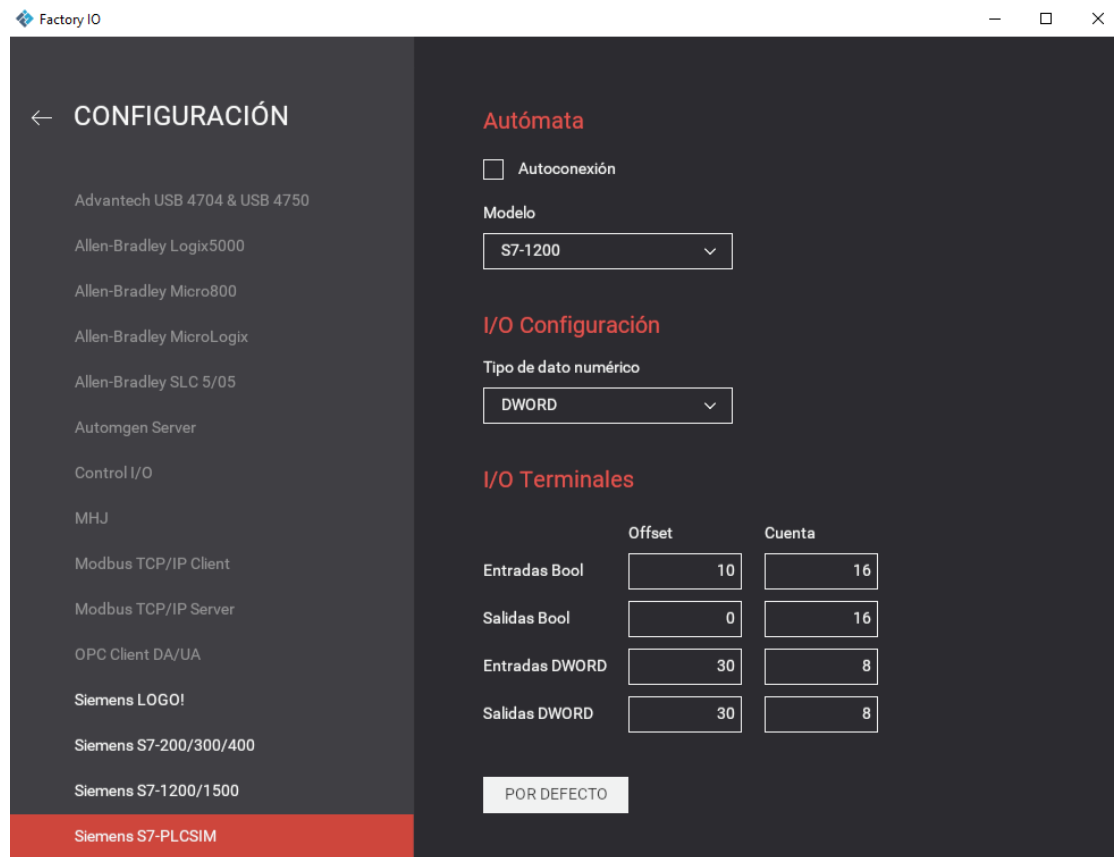 Factory IO
CONFIGURACIÓN
Advantech USB 4704 & USB 4750
Allen-Bradley Logix5000
Allen-Bradley Micro800
Allen-Bradley MicroLogix
Allen-Bradley SLC 5/05
Automgen Server
Control I/O
MHJ
Modbus TCP/IP Client
Modbus TCP/IP Server
OPC Client DA/UA
Siemens LOGO!
Siemens S7-200/300/400
Siemens S7-1200/1500
Siemens S7-PLCSIM
Autómata
Autoconexión
Modelo
S7-1200
I/O Configuración
Tipo de dato numérico
DWORD
I/O Terminales
Offset Cuenta
Entradas Bool 10 16
Salidas Bool 0 16
Entradas DWORD 30 8
Salidas DWORD 30 8
POR DEFECTO